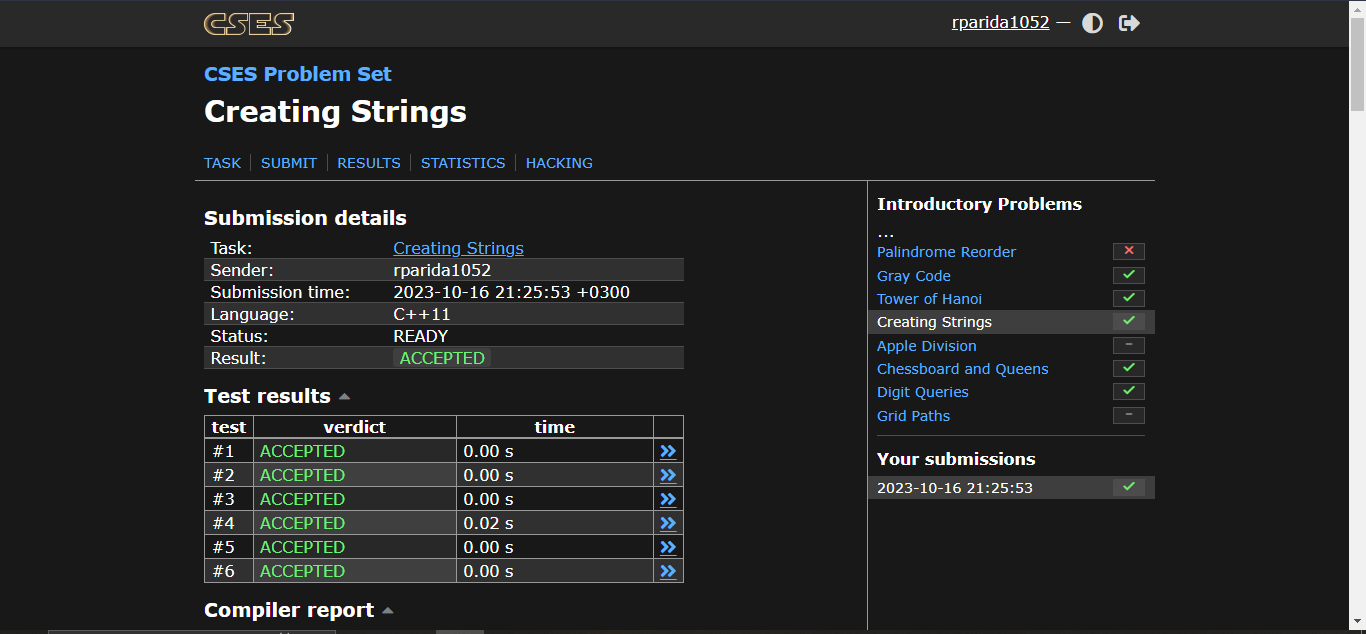 CSES
rparida1052 —
CSES Problem Set
Creating Strings
TASK SUBMIT RESULTS STATISTICS HACKING
Submission details
Task: Creating Strings
Sender: rparida1052
Submission time: 2023-10-16 21:25:53 +0300
Language: C++11
Status: READY
Result: ACCEPTED
Test results
test verdict time
#1 ACCEPTED 0.00 s »
#2 ACCEPTED 0.00 s »
#3 ACCEPTED 0.00 s »
#4 ACCEPTED 0.02 s »
#5 ACCEPTED 0.00 s »
#6 ACCEPTED 0.00 s »
Compiler report
Introductory Problems
...
Palindrome Reorder
Gray Code
Tower of Hanoi
Creating Strings
Apple Division –
Chessboard and Queens
Digit Queries
Grid Paths –
Your submissions
2023-10-16 21:25:53